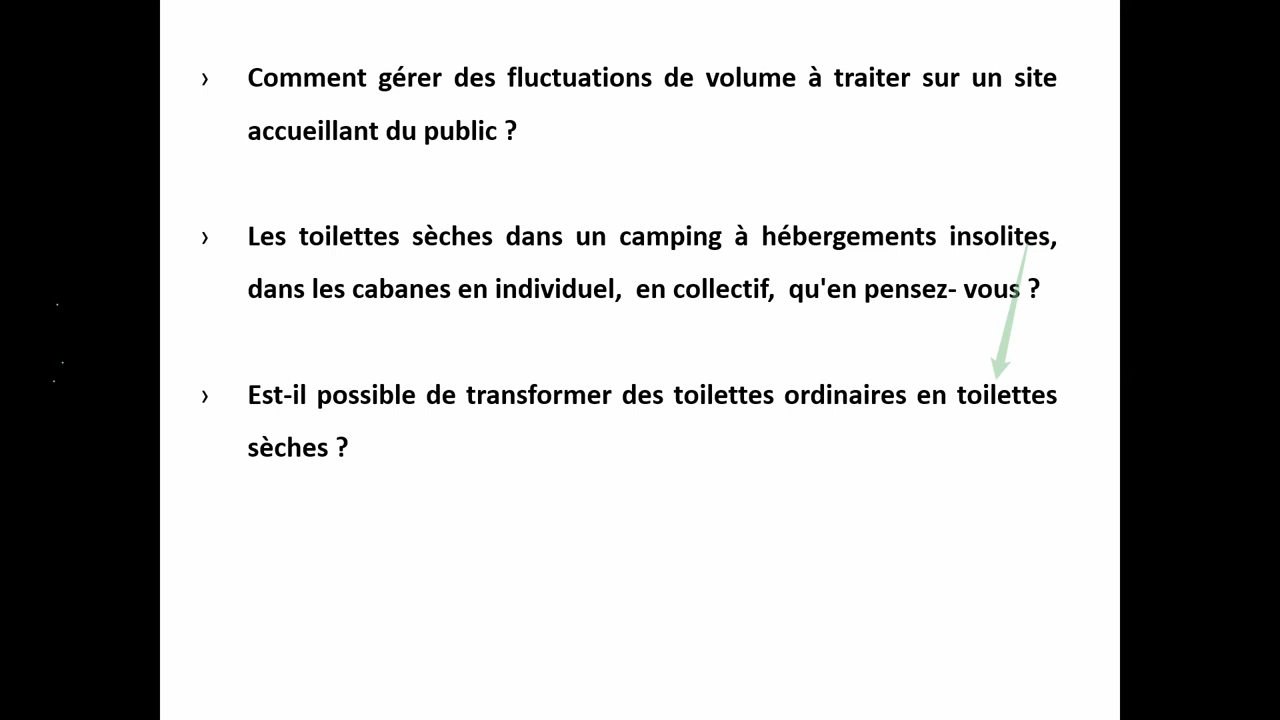 › Comment gérer des fluctuations de volume à traiter sur un site
accueillant du public ?
› Les toilettes sèches dans un camping à hébergements insolites,
dans les cabanes en individuel,  en collectif,  qu'en pensez- vous ?
› Est-il possible de transformer des toilettes ordinaires en toilettes
sèches ?